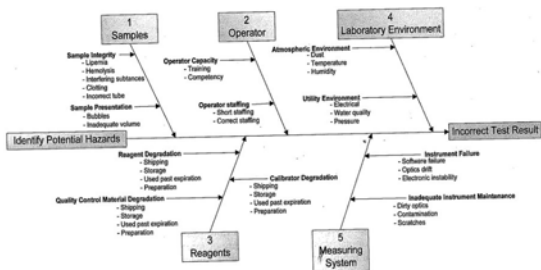 1
Samples
Sample Integrity
- Lipemia
- Hemolysis
- Interfering subtances
- Clotting
- Incorrect tube
Sample Presentation
- Bubbles
- Inadequate volume
2
Operator
Operator Capacity
- Training
- Competency
Operator staffing
- Short staffing
- Correct staffing
4
Laboratory Environment
Atmospheric Environment
- Dust
- Temperature
- Humidity
Utility Environment
- Electrical
- Water quality
- Pressure
Identify Potential Hazards
Incorrect Test Result
Reagent Degradation
- Shipping
- Storage
- Used past expiration
- Preparation
Quality Control Material Degradation
- Shipping
- Storage
- Used past expiration
- Preparation
3
Reagents
Calibrator Degradation
- Shipping
- Storage
- Used past expiration
- Preparation
Instrument Failure
- Software failure
- Optics drift
- Electronic instability
Inadequate Instrument Maintenance
- Dirty optics
- Contamination
- Scratches
5
Measuring
System